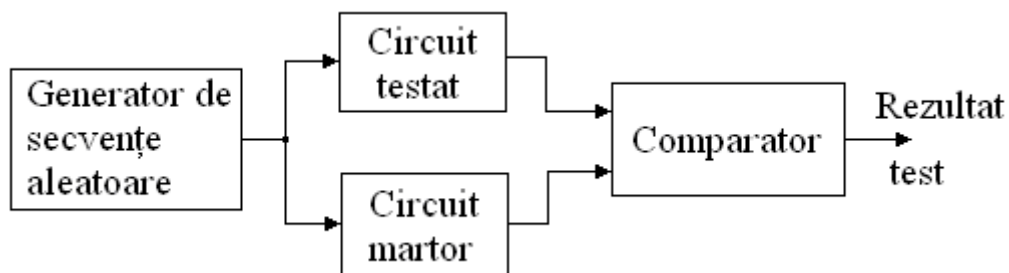 Generator de
secvențe
aleatoare
Circuit
testat
Circuit
martor
Comparator
Rezultat
test